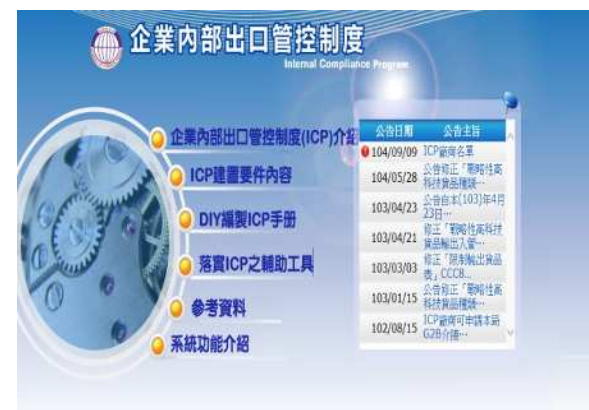 企業內部出口管控制度
Internal Compliance Program
企業內部出口管控制度(ICP)介紹
ICP建置要件內容
DIY編製ICP手冊
落實ICP之輔助工具
參考資料
系統功能介紹
公告日期 公告主旨
104/09/09 ICP廠商名單
104/05/28 公告修正「戰略性高
科技貨品種類…
103/04/23 公告自本(103)年4月
23日…
103/04/21 修正「戰略性高科技
貨品輸出入管…
103/03/03 修正「限制輸出貨品
表」CCCB...
103/01/15 公告修正「戰略性高
科技貨品種類…
102/08/15 ICP廠商可申請本局
G2B介接…